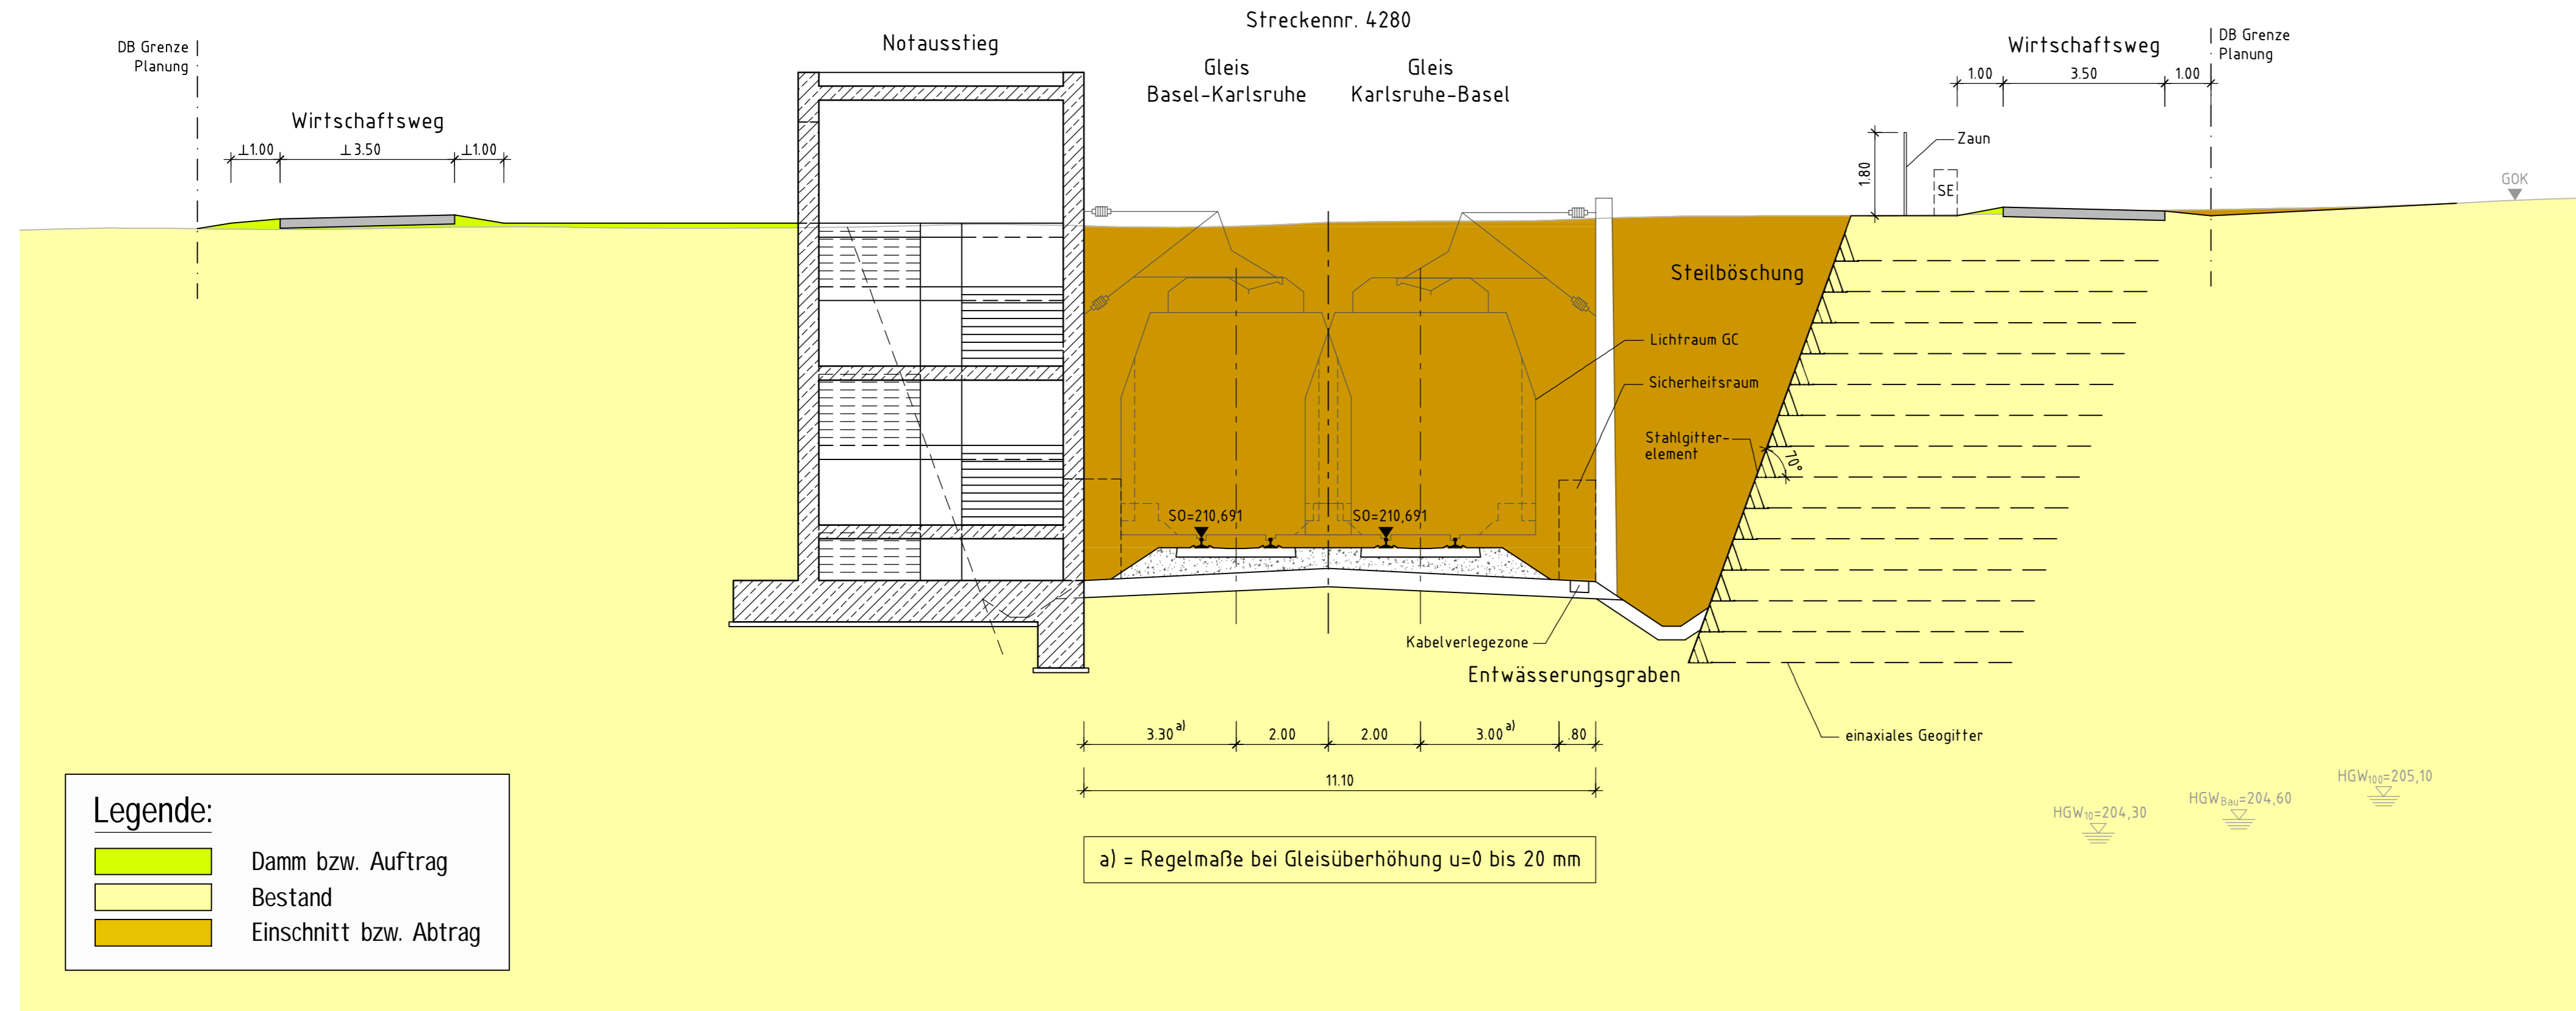 Streckennr. 4280
DB Grenze
Planung
Notausstieg
Gleis
Basel-Karlsruhe
Gleis
Karlsruhe-Basel
Wirtschaftsweg
DB Grenze
Planung
1.00
3.50
1.00
Wirtschaftsweg
⊥1.00
⊥3.50
⊥1.00
1.80
Zaun
SE
GOK
Steilböschung
Lichtraum GC
Sicherheitsraum
Stahlgitter-
element
70°
SO=210,691
SO=210,691
Kabelverlegezone
Entwässerungsgraben
einaxiales Geogitter
3.30 a)
2.00
2.00
3.00 a)
.80
11.10
HGW10=204,30
HGWBau=204,60
HGW100=205,10
a) = Regelmaße bei Gleisüberhöhung u=0 bis 20 mm
Legende:
Damm bzw. Auftrag
Bestand
Einschnitt bzw. Abtrag